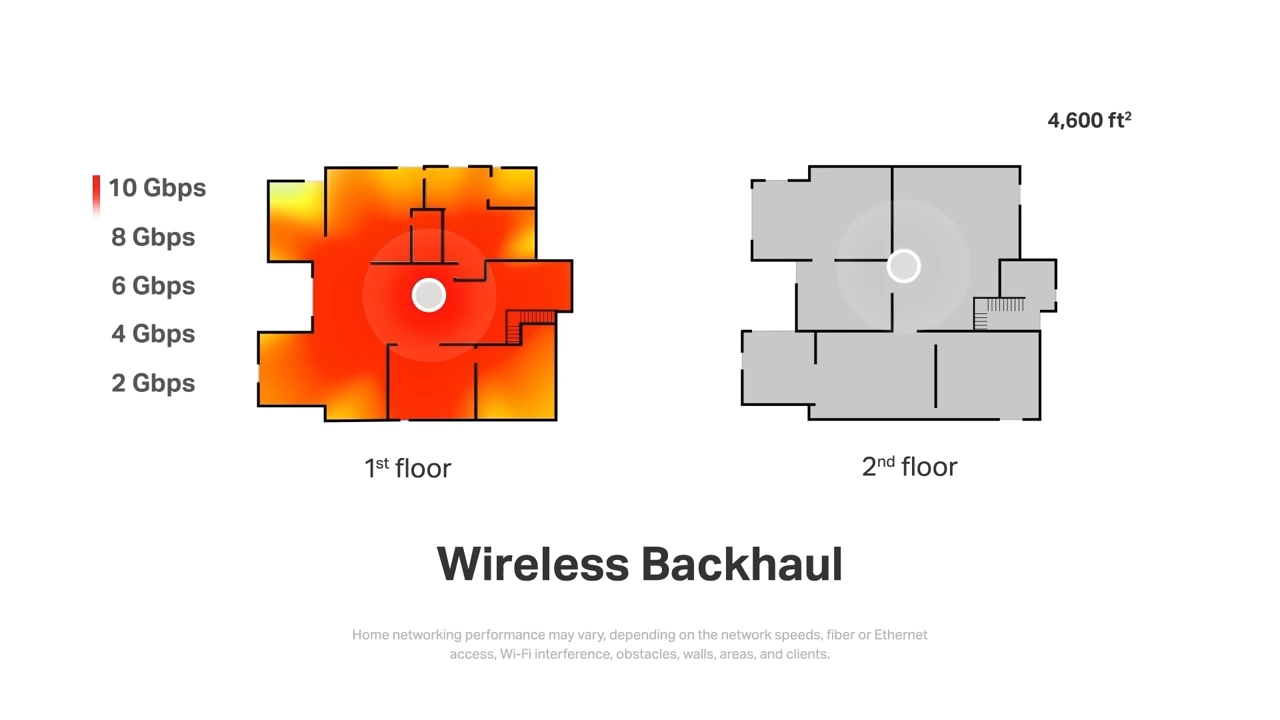 4,600 ft²
10 Gbps
8 Gbps
6 Gbps
4 Gbps
2 Gbps
1st floor
2nd floor
Wireless Backhaul
Home networking performance may vary, depending on the network speeds, fiber or Ethernet
access, Wi-Fi interference, obstacles, walls, areas, and clients.